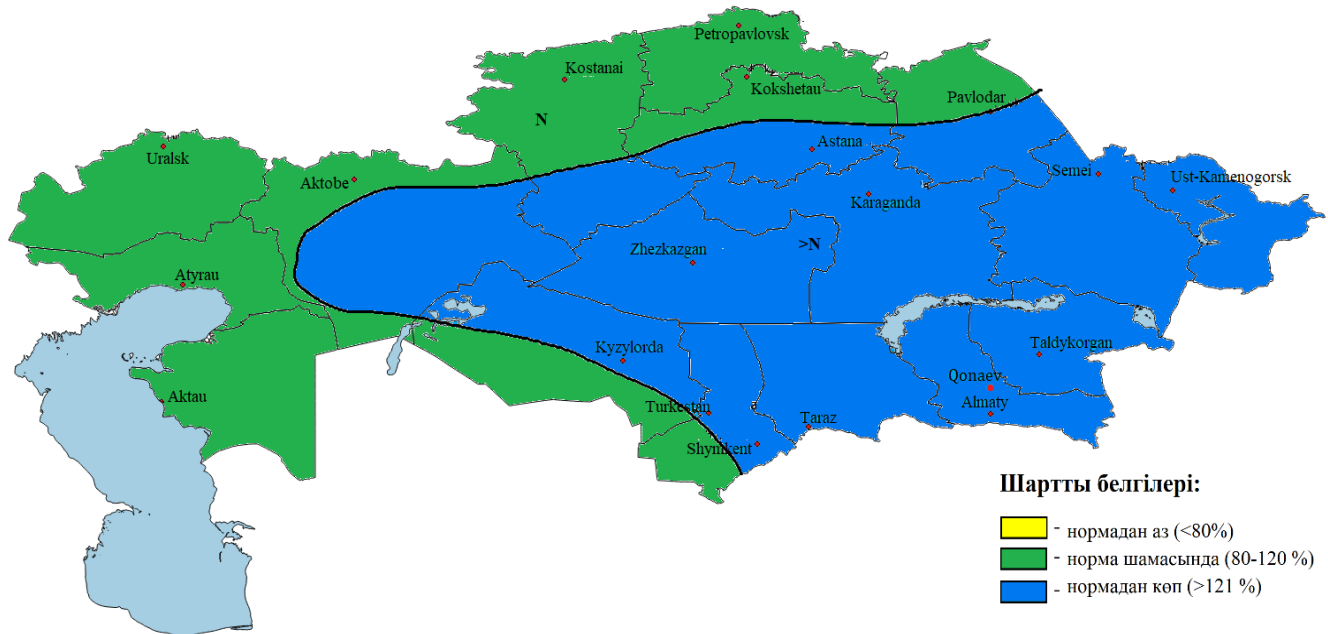 Petropavlovsk
Kostanai
Kokshetau
Pavlodar
N
Uralsk
Astana
Aktobe
Semei
Ust-Kamenogorsk
Karaganda
Zhezkazgan
>N
Atyrau
Kyzylorda
Taldykorgan
Qonaev
Aktau
Turkestan
Almaty
Taraz
Shymkent
Шартты белгілері:
- нормадан аз (<80%)
- норма шамасында (80-120 %)
- нормадан көп (>121 %)